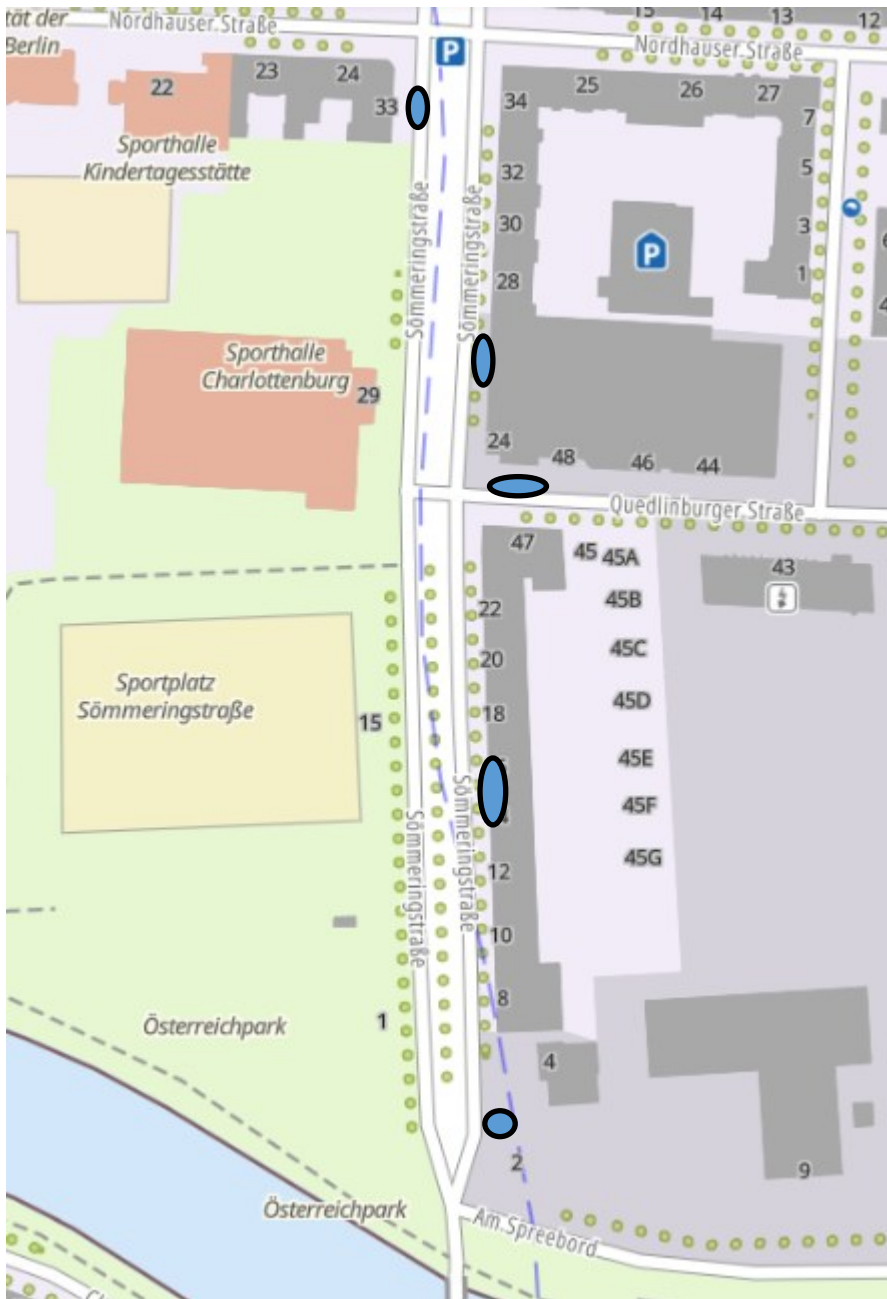 tät der
Berlin
Nordhauser Straße
15
14
13
12
Nordhauser Straße
P
22
23
24
33
34
25
26
27
7
Sporthalle
Kindertagesstätte
32
5
30
3
28
1
P
Sömmeringstraße
Sömmeringstraße
Sporthalle
Charlottenburg
29
24
48
46
44
Quedlinburger Straße
47
45
45A
43
22
45B
20
45C
Sportplatz
Sömmeringstraße
15
18
45D
45E
45F
Sömmeringstraße
Sömmeringstraße
12
45G
10
8
Österreichpark
1
4
2
9
Österreichpark
Am Spreebord